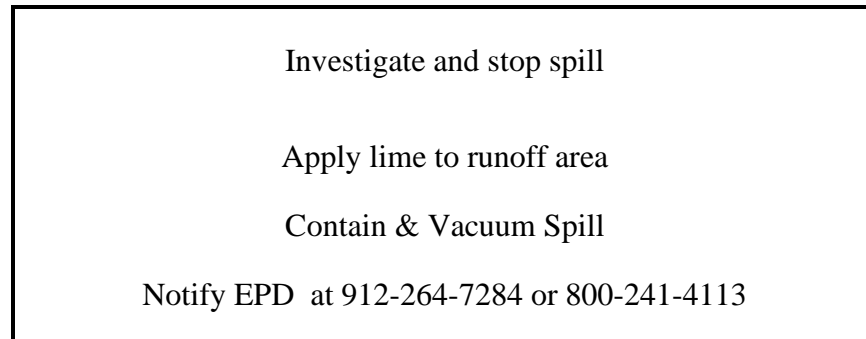 Investigate and stop spill
Apply lime to runoff area
Contain & Vacuum Spill
Notify EPD at 912-264-7284 or 800-241-4113